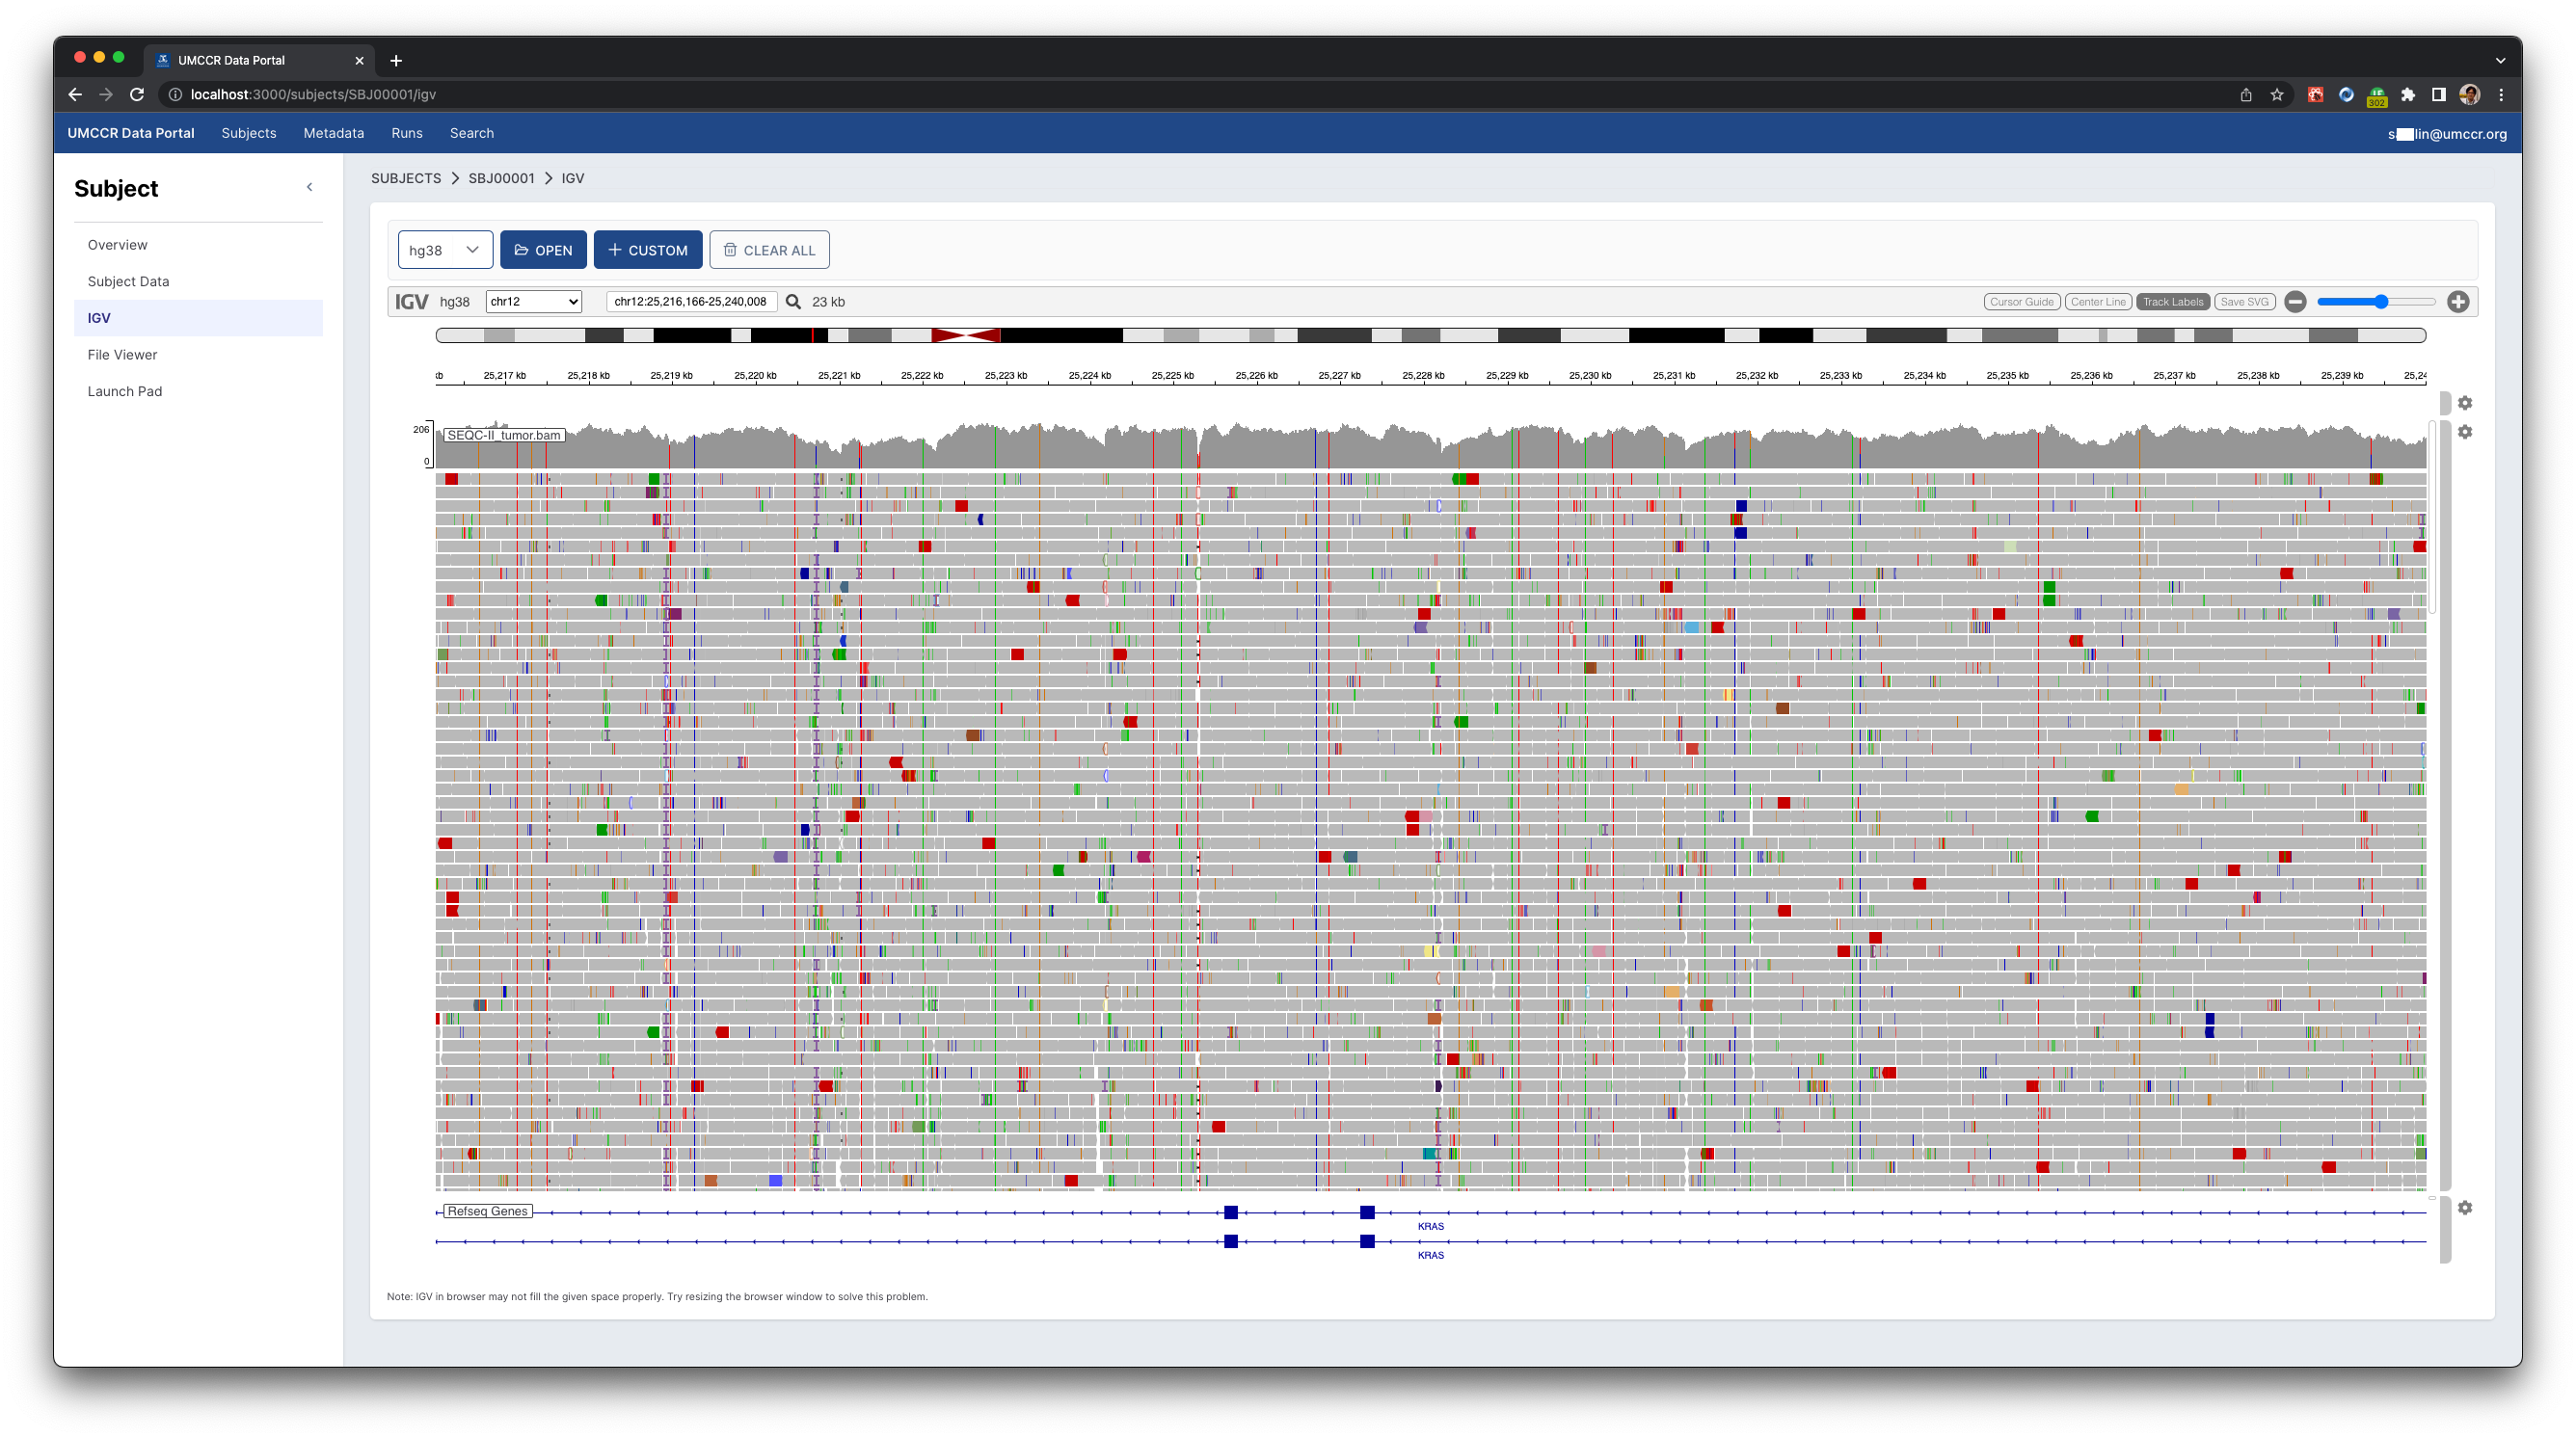 UMCCR Data Portal
localhost:3000/subjects/SBJ00001/igv
302
UMCCR Data Portal Subjects Metadata Runs Search
lin@umccr.org
Subject
Overview
Subject Data
IGV
File Viewer
Launch Pad
SUBJECTS > SBJ00001 > IGV
hg38 OPEN + CUSTOM CLEAR ALL
IGV hg38 chr12 chr12:25,216,166-25,240,008 23 kb Cursor Guide Center Line Track Labels Save SVG
25,217 kb 25,218 kb 25,219 kb 25,220 kb 25,221 kb 25,222 kb 25,223 kb 25,224 kb 25,225 kb 25,226 kb 25,227 kb 25,228 kb 25,229 kb 25,230 kb 25,231 kb 25,232 kb 25,233 kb 25,234 kb 25,235 kb 25,236 kb 25,237 kb 25,238 kb 25,239 kb 25,24
206
SEQC-II_tumor.bam
0
Refseq Genes
KRAS
KRAS
Note: IGV in browser may not fill the given space properly. Try resizing the browser window to solve this problem.